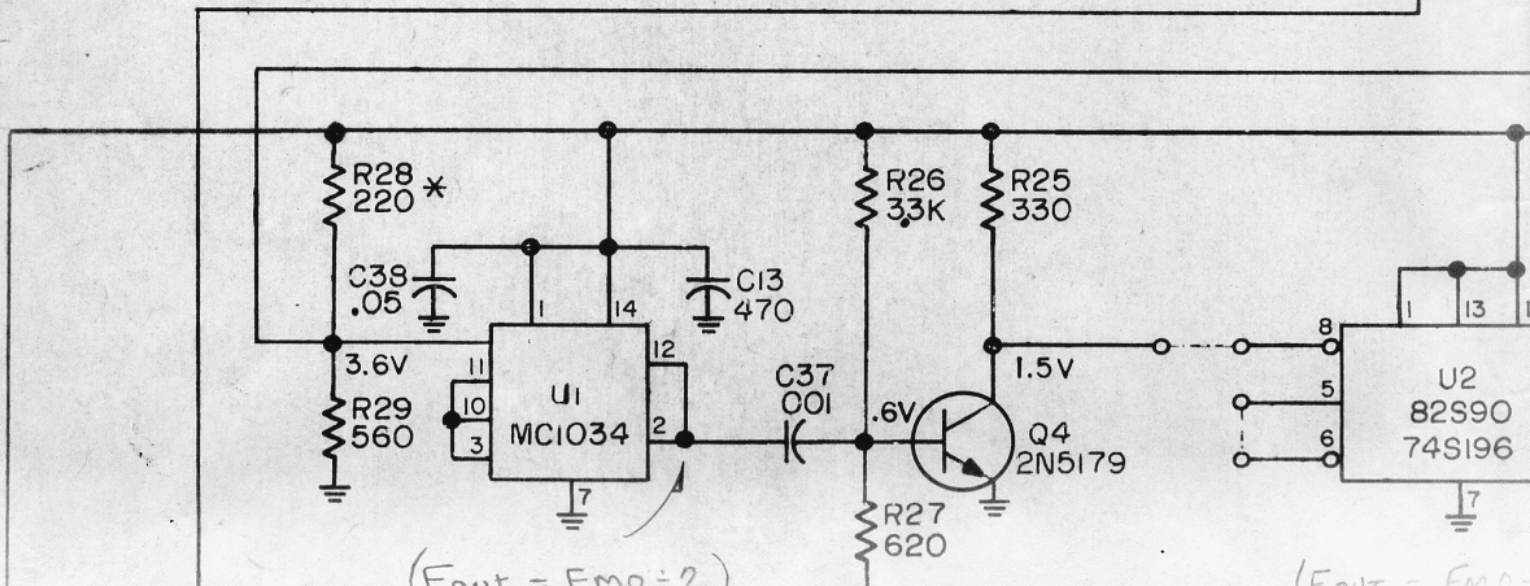 R28
220 *
R26
3.3K
R25
330
C38
.05
C13
470
1
14
1
13
8
3.6V
11
12
1.5V
U1
MC1034
10
3
2
7
R29
560
C37
.001
.6V
Q4
2N5179
5
6
U2
82S90
74S196
7
R27
620
(Fout = Fmo ÷ 2)